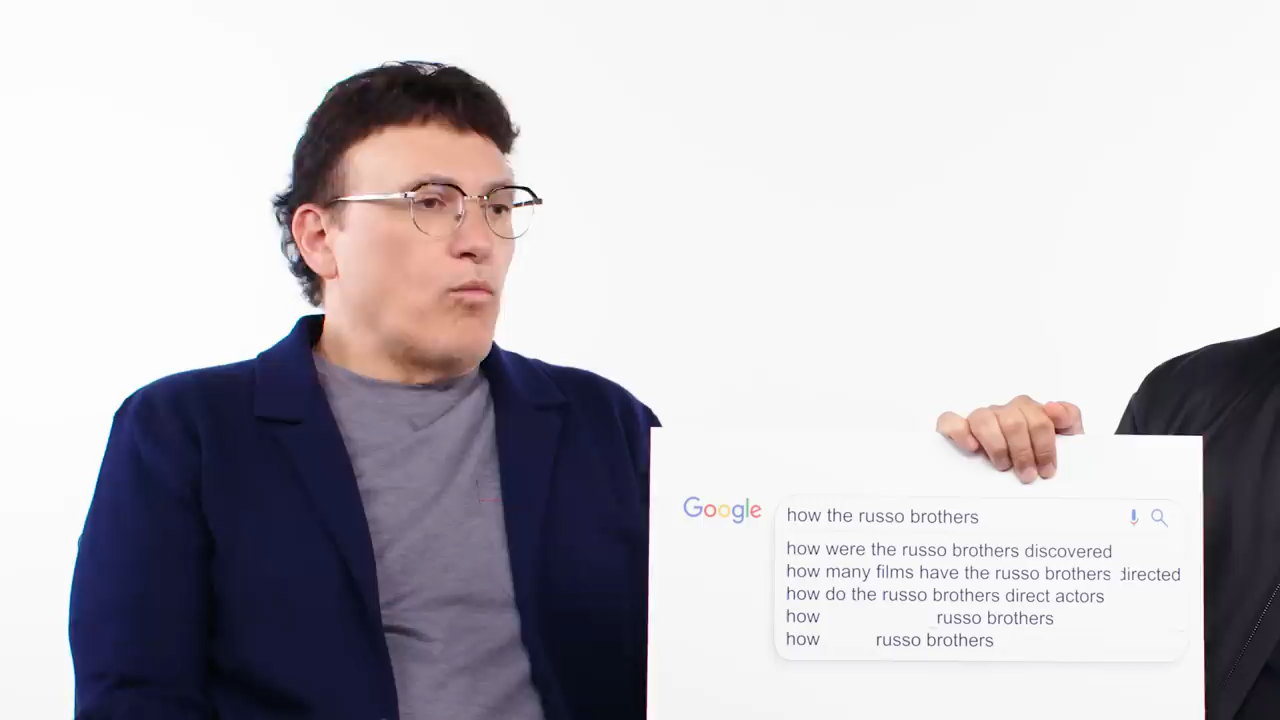 Google
how the russo brothers
how were the russo brothers discovered
how many films have the russo brothers directed
how do the russo brothers direct actors
how russo brothers
how russo brothers